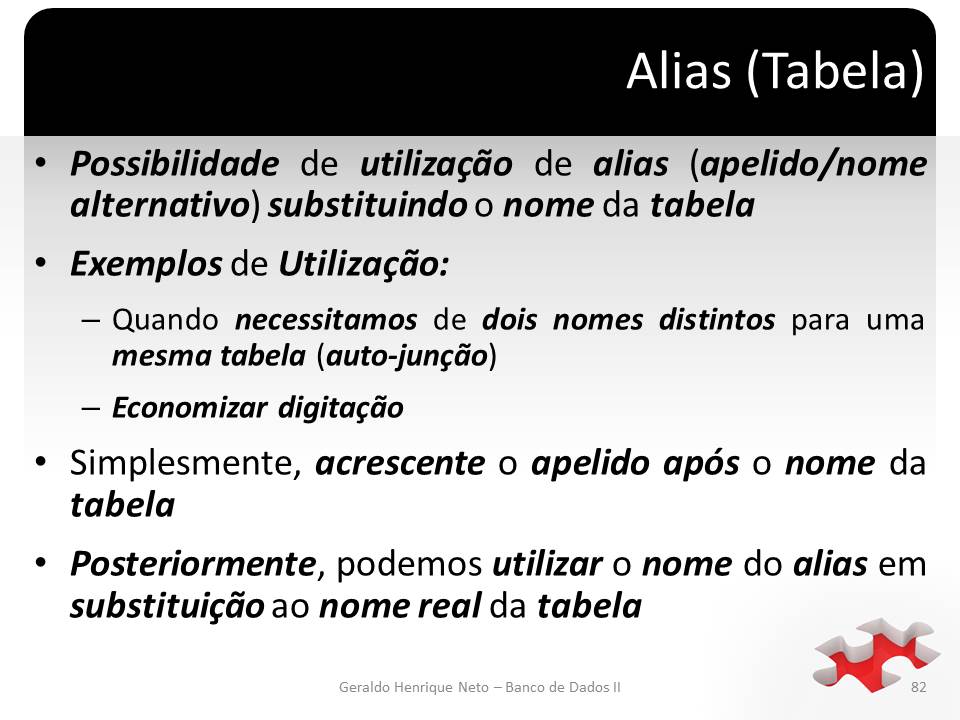 Alias (Tabela)
• Possibilidade de utilização de alias (apelido/nome
alternativo) substituindo o nome da tabela
• Exemplos de Utilização:
– Quando necessitamos de dois nomes distintos para uma
mesma tabela (auto-junção)
– Economizar digitação
• Simplesmente, acrescente o apelido após o nome da
tabela
• Posteriormente, podemos utilizar o nome do alias em
substituição ao nome real da tabela
Geraldo Henrique Neto – Banco de Dados II
82